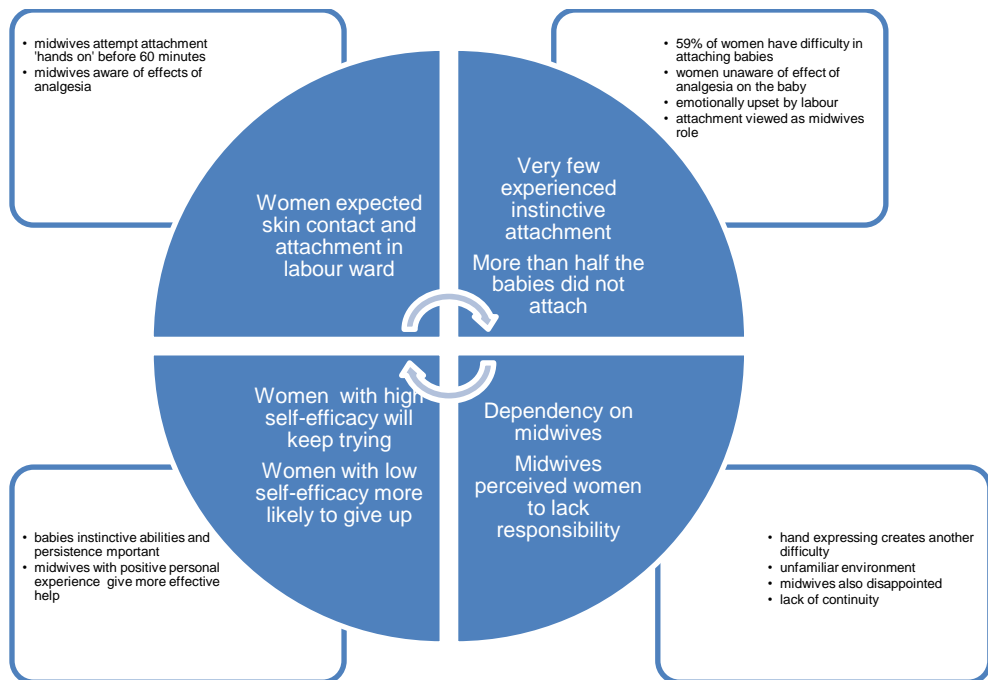 • midwives attempt attachment
'hands on' before 60 minutes
• midwives aware of effects of
analgesia
• 59% of women have difficulty in
attaching babies
• women unaware of effect of
analgesia on the baby
• emotionally upset by labour
• attachment viewed as midwives
role
Women expected
skin contact and
attachment in
labour ward
Very few
experienced
instinctive
attachment
More than half the
babies did not
attach
Women with high
self-efficacy will
keep trying
Women with low
self-efficacy more
likely to give up
Dependency on
midwives
Midwives
perceived women
to lack
responsibility
• babies instinctive abilities and
persistence mportant
• midwives with positive personal
experience give more effective
help
• hand expressing creates another
difficulty
• unfamiliar environment
• midwives also disappointed
• lack of continuity